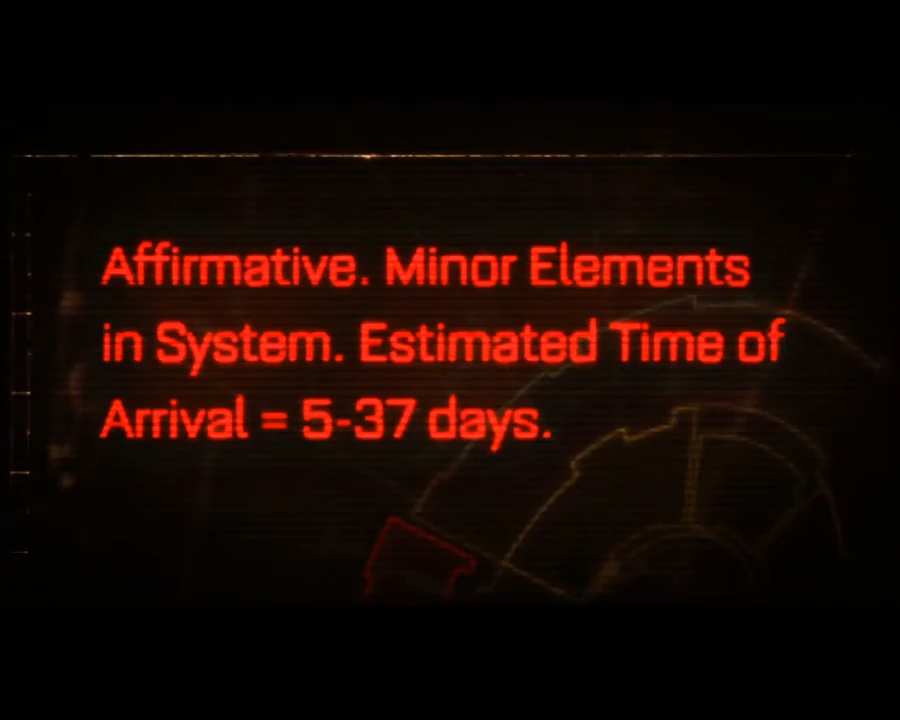 Affirmative. Minor Elements
in System. Estimated Time of
Arrival = 5-37 days.